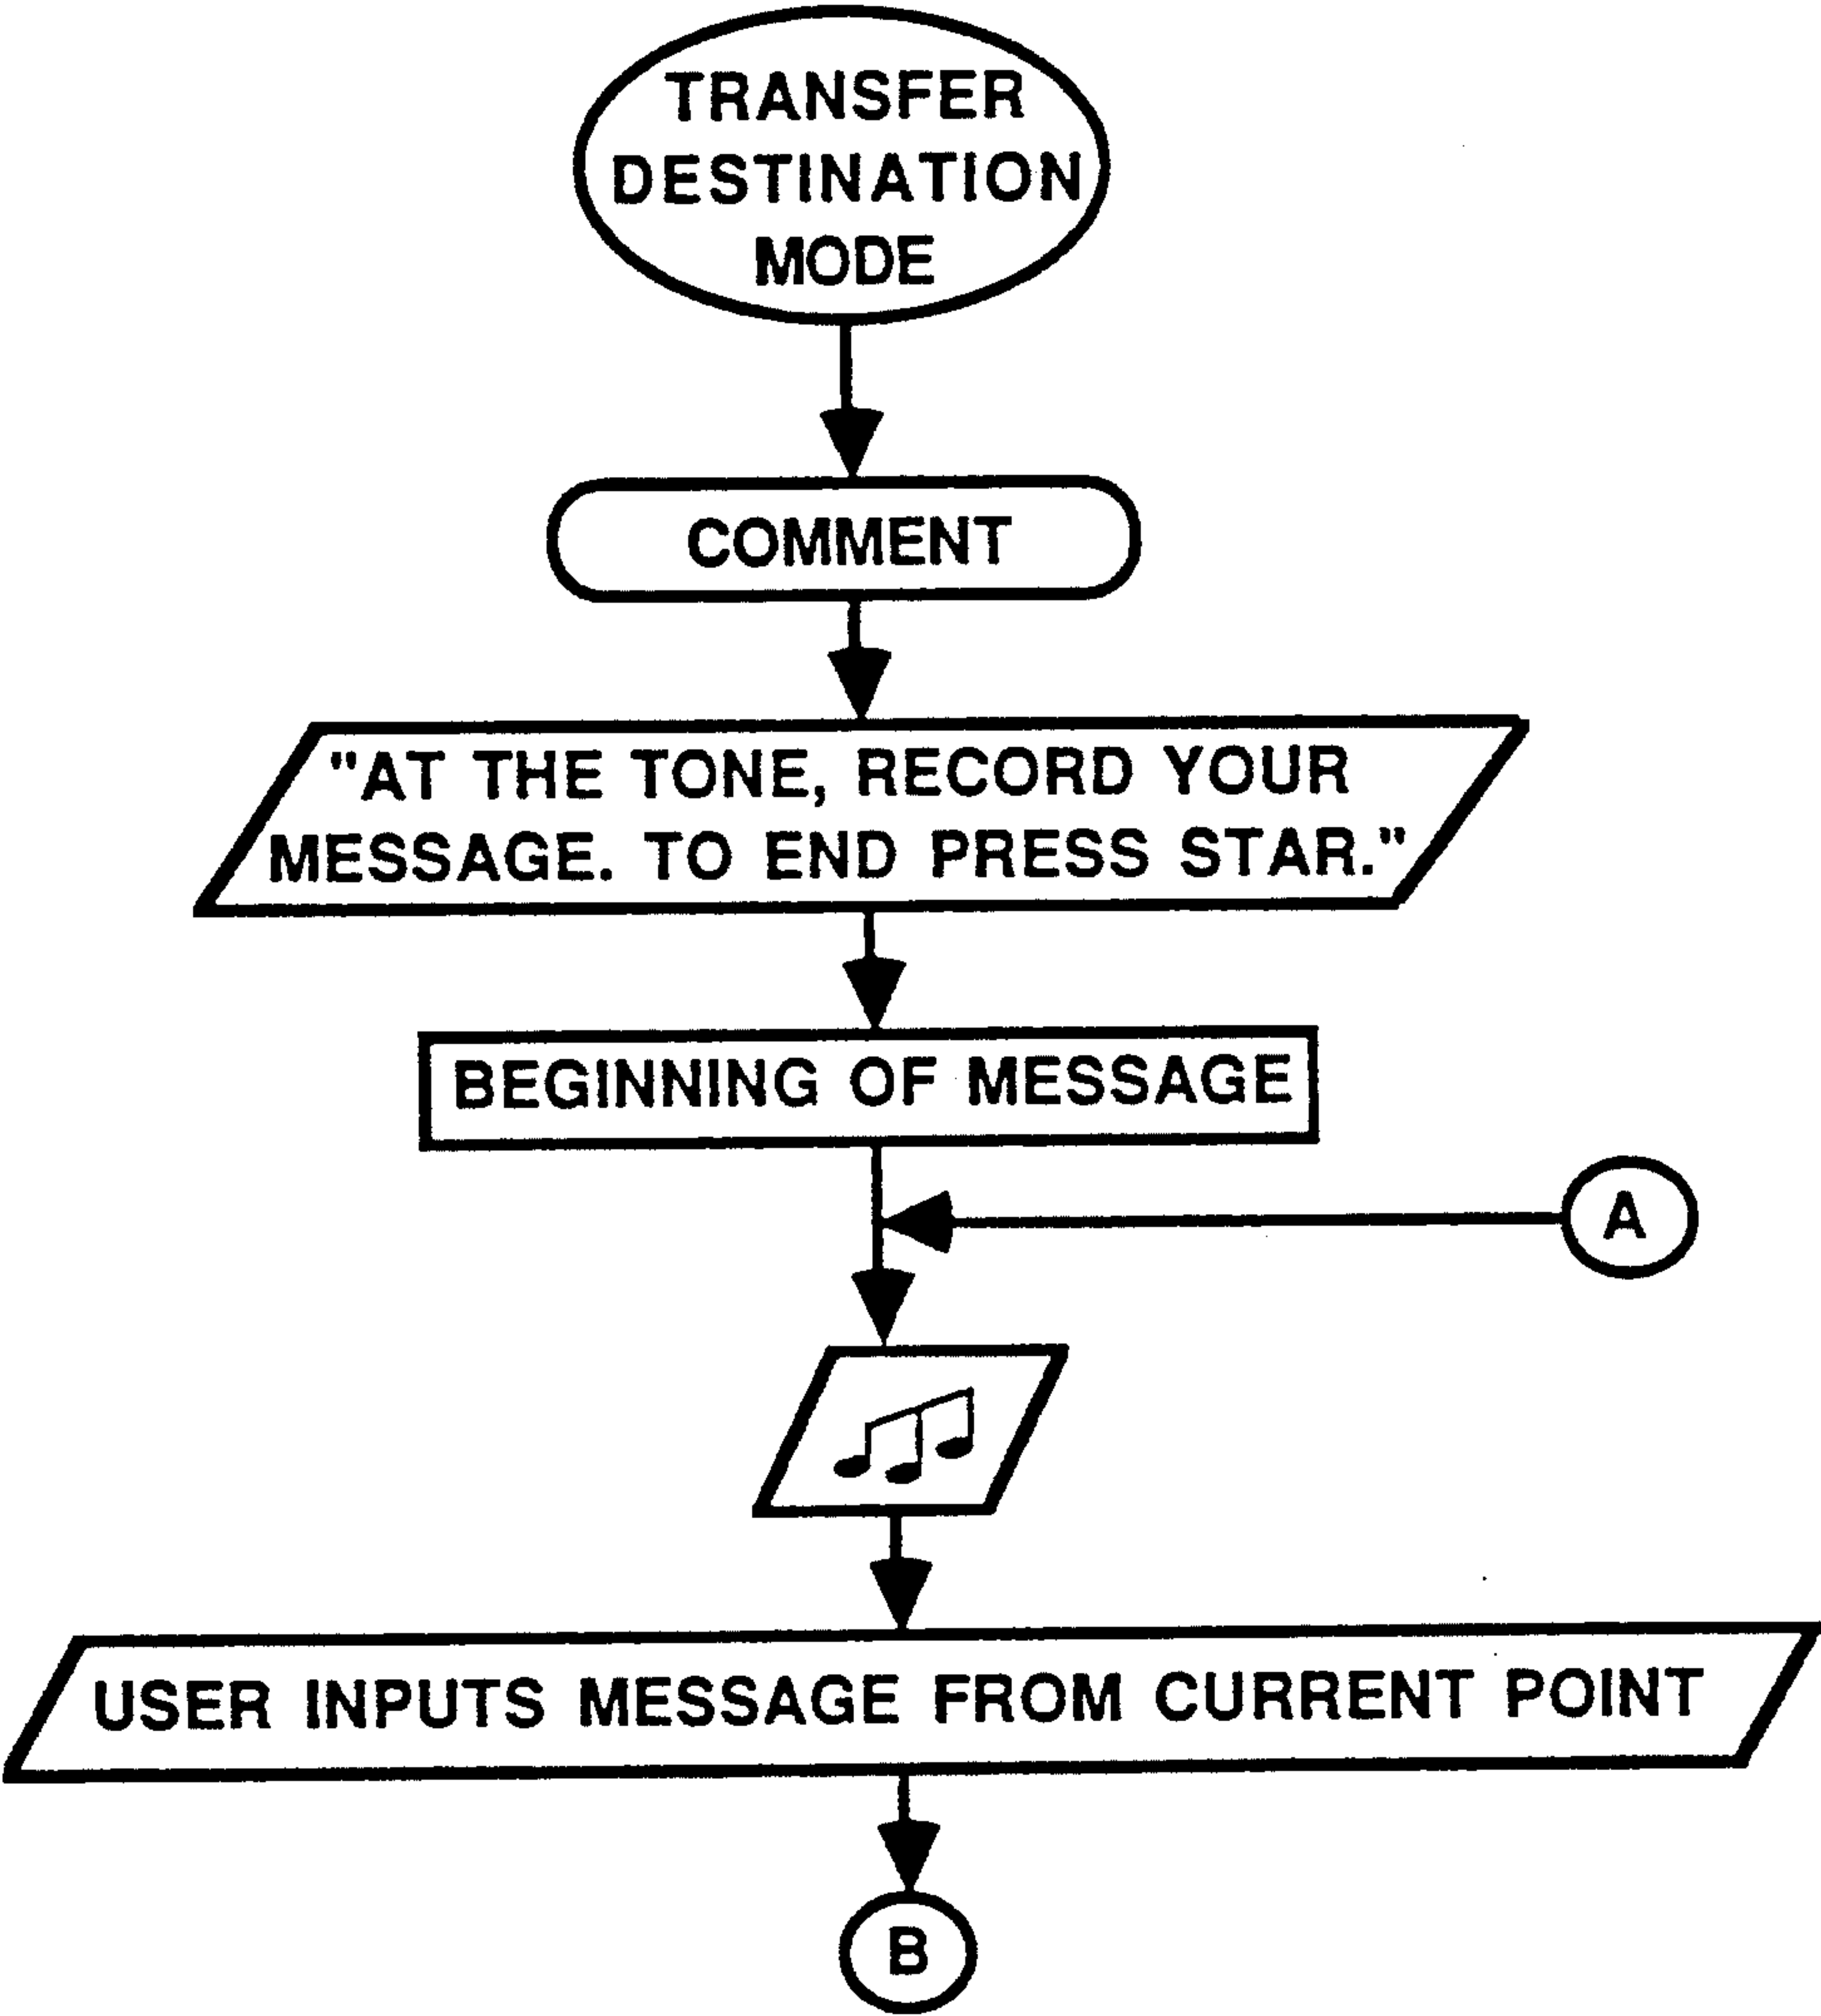 TRANSFER
DESTINATION
MODE
COMMENT
"AT THE TONE, RECORD YOUR
MESSAGE. TO END PRESS STAR."
BEGINNING OF MESSAGE
A
USER INPUTS MESSAGE FROM CURRENT POINT
B